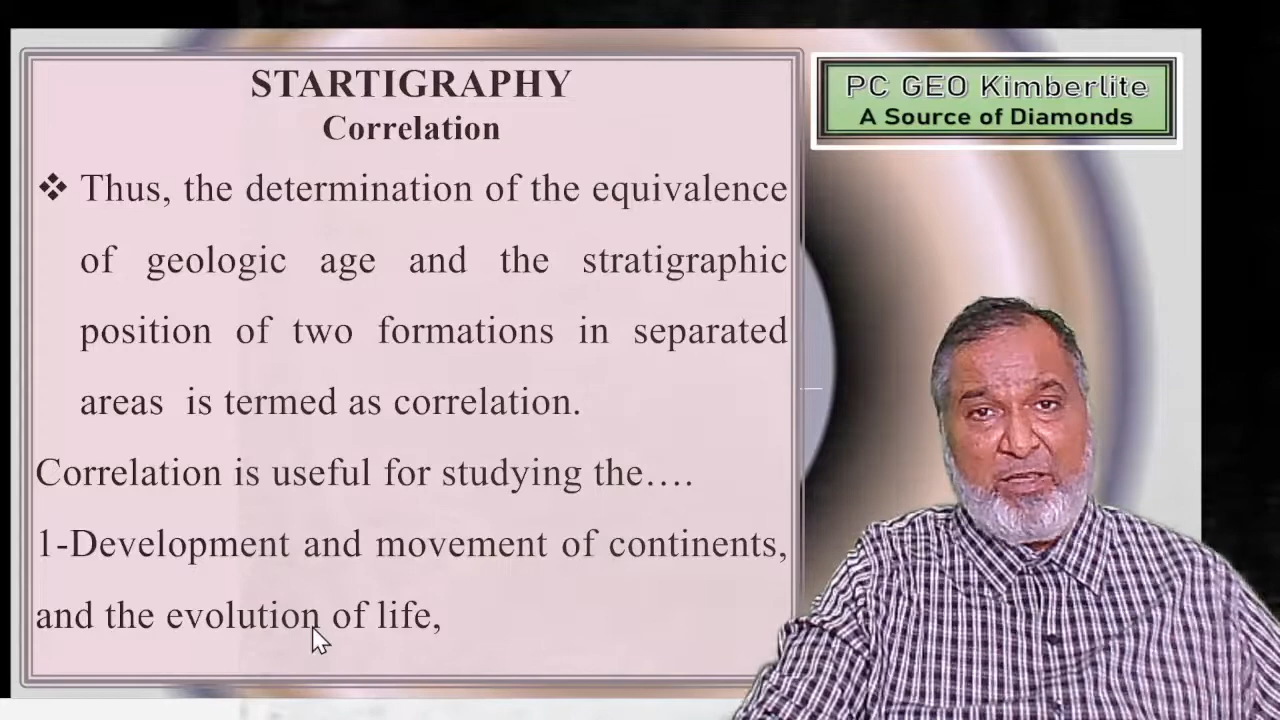 STARTIGRAPHY
Correlation
❖ Thus, the determination of the equivalence
of geologic age and the stratigraphic
position of two formations in separated
areas is termed as correlation.
Correlation is useful for studying the....
1-Development and movement of continents,
and the evolution of life,
PC GEO Kimberlite
A Source of Diamonds